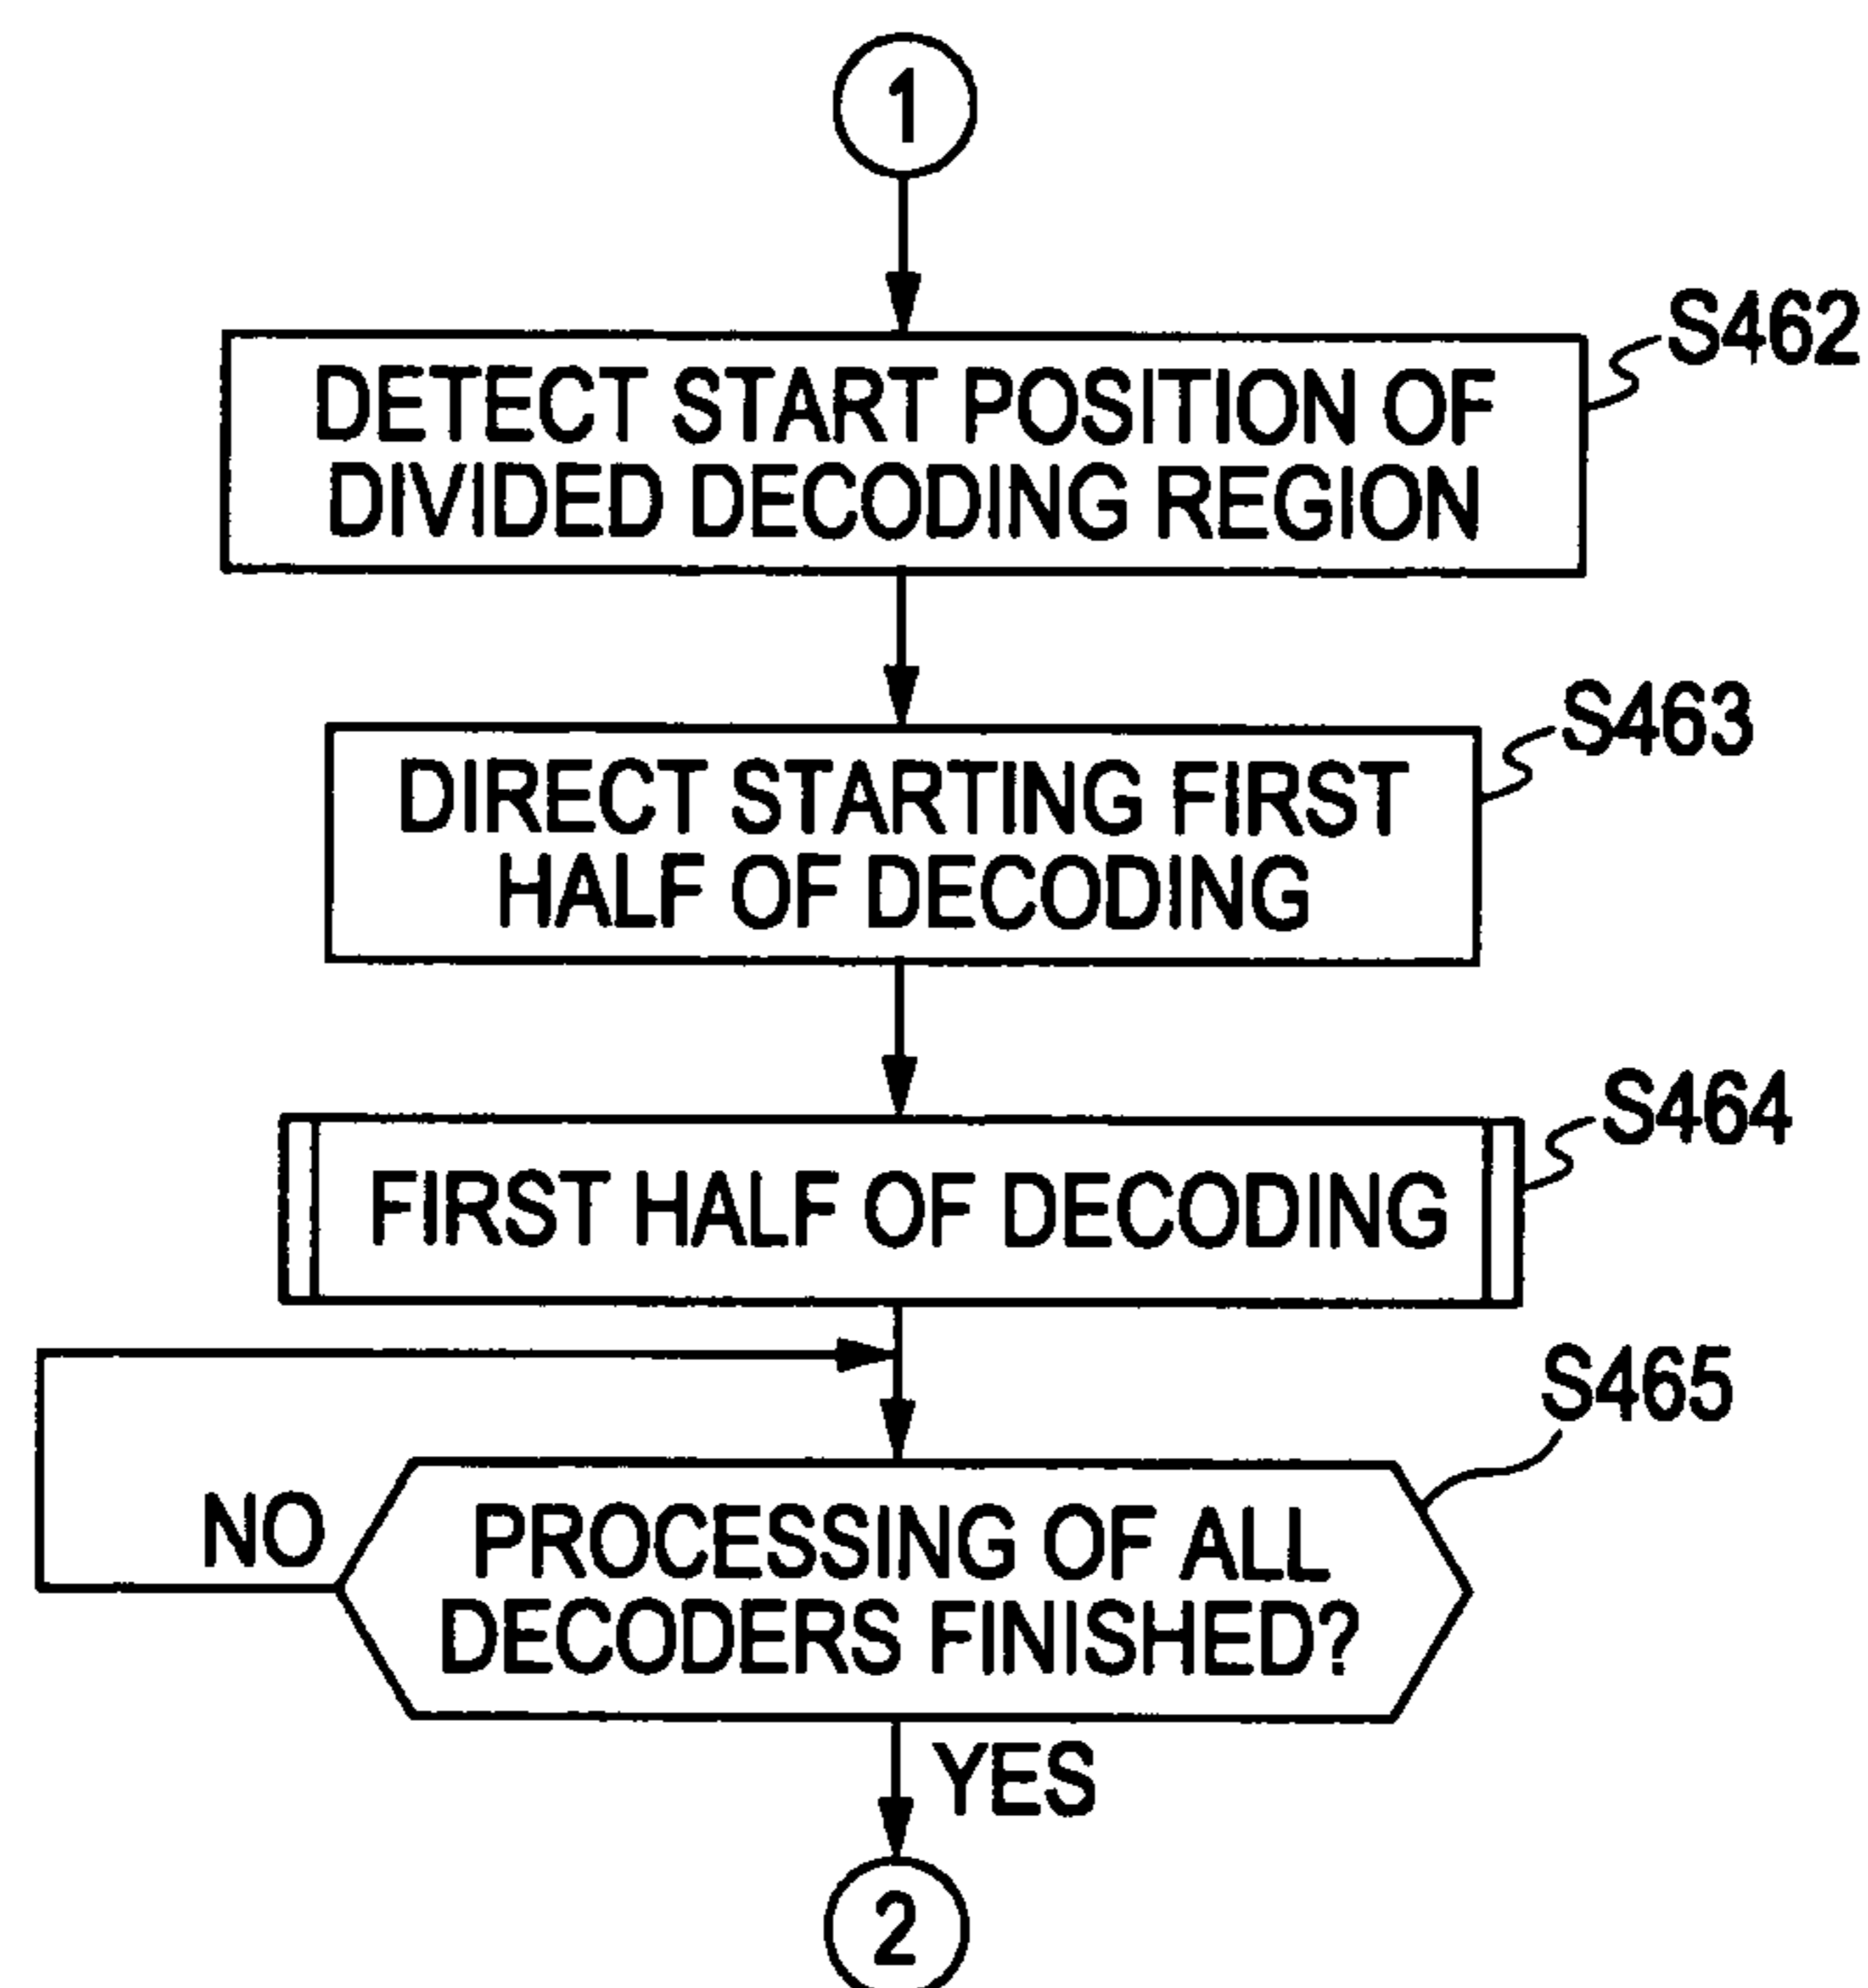 1
S462
DETECT START POSITION OF
DIVIDED DECODING REGION
S463
DIRECT STARTING FIRST
HALF OF DECODING
S464
FIRST HALF OF DECODING
S465
NO
PROCESSING OF ALL
DECODERS FINISHED?
YES
2